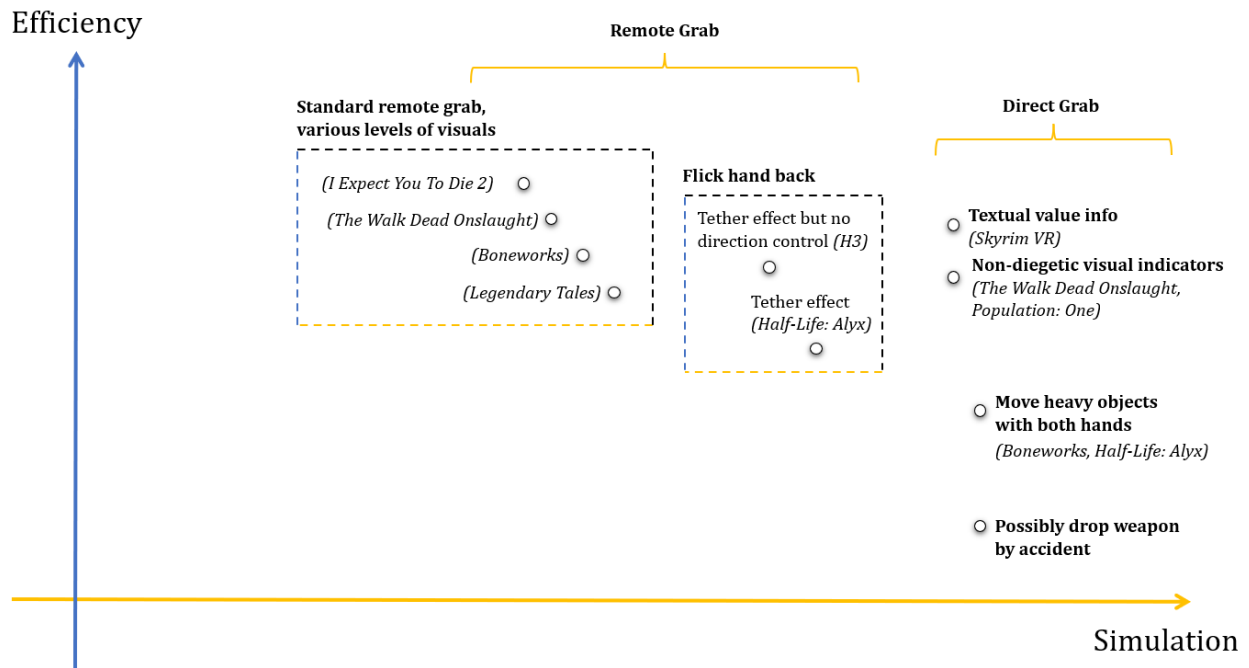 Efficiency
Remote Grab
Standard remote grab,
various levels of visuals
Direct Grab
(I Expect You To Die 2)
(The Walk Dead Onslaught)
(Boneworks)
(Legendary Tales)
Flick hand back
Tether effect but no
direction control (H3)
Tether effect
(Half-Life: Alyx)
Textual value info
(Skyrim VR)
Non-diegetic visual indicators
(The Walk Dead Onslaught,
Population: One)
Move heavy objects
with both hands
(Boneworks, Half-Life: Alyx)
Possibly drop weapon
by accident
Simulation